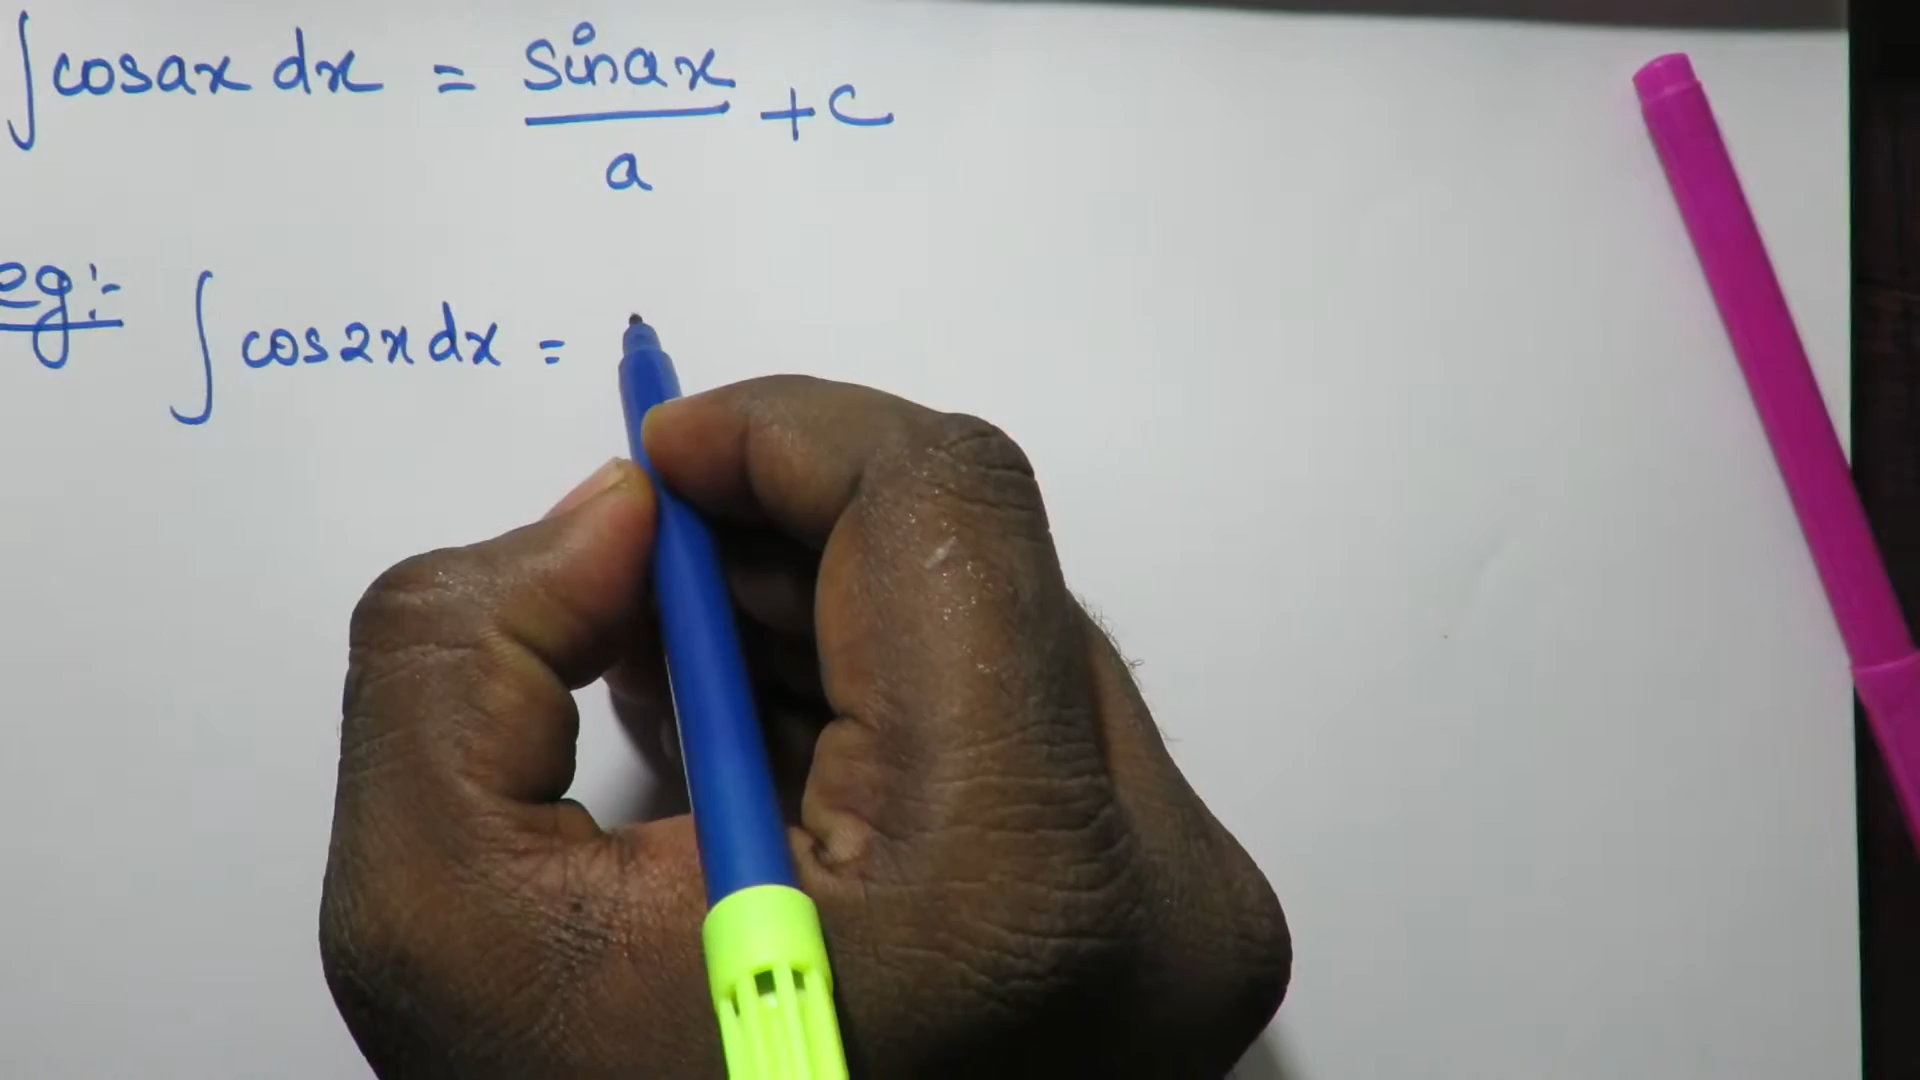 ∫cosax dx = sinax/a + c
eg:- ∫cos2x dx =